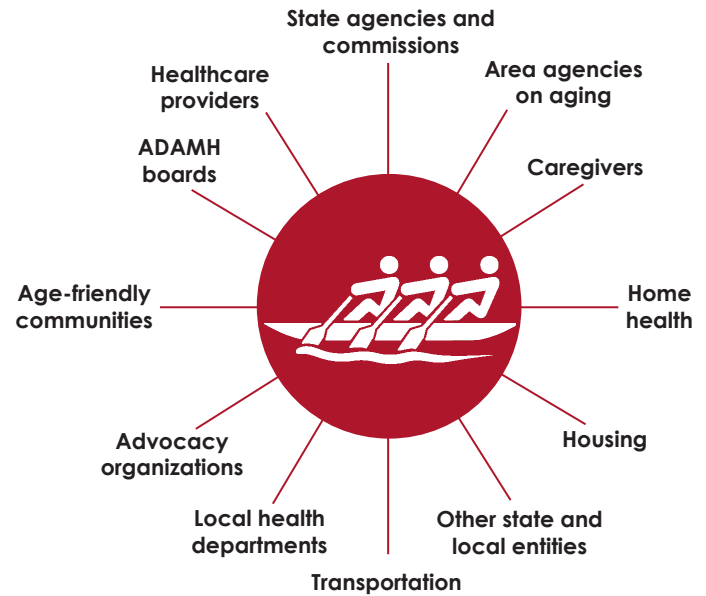 State agencies and
commissions
Area agencies
on aging
Caregivers
Home
health
Housing
Other state and
local entities
Transportation
Local health
departments
Advocacy
organizations
Age-friendly
communities
ADAMH
boards
Healthcare
providers